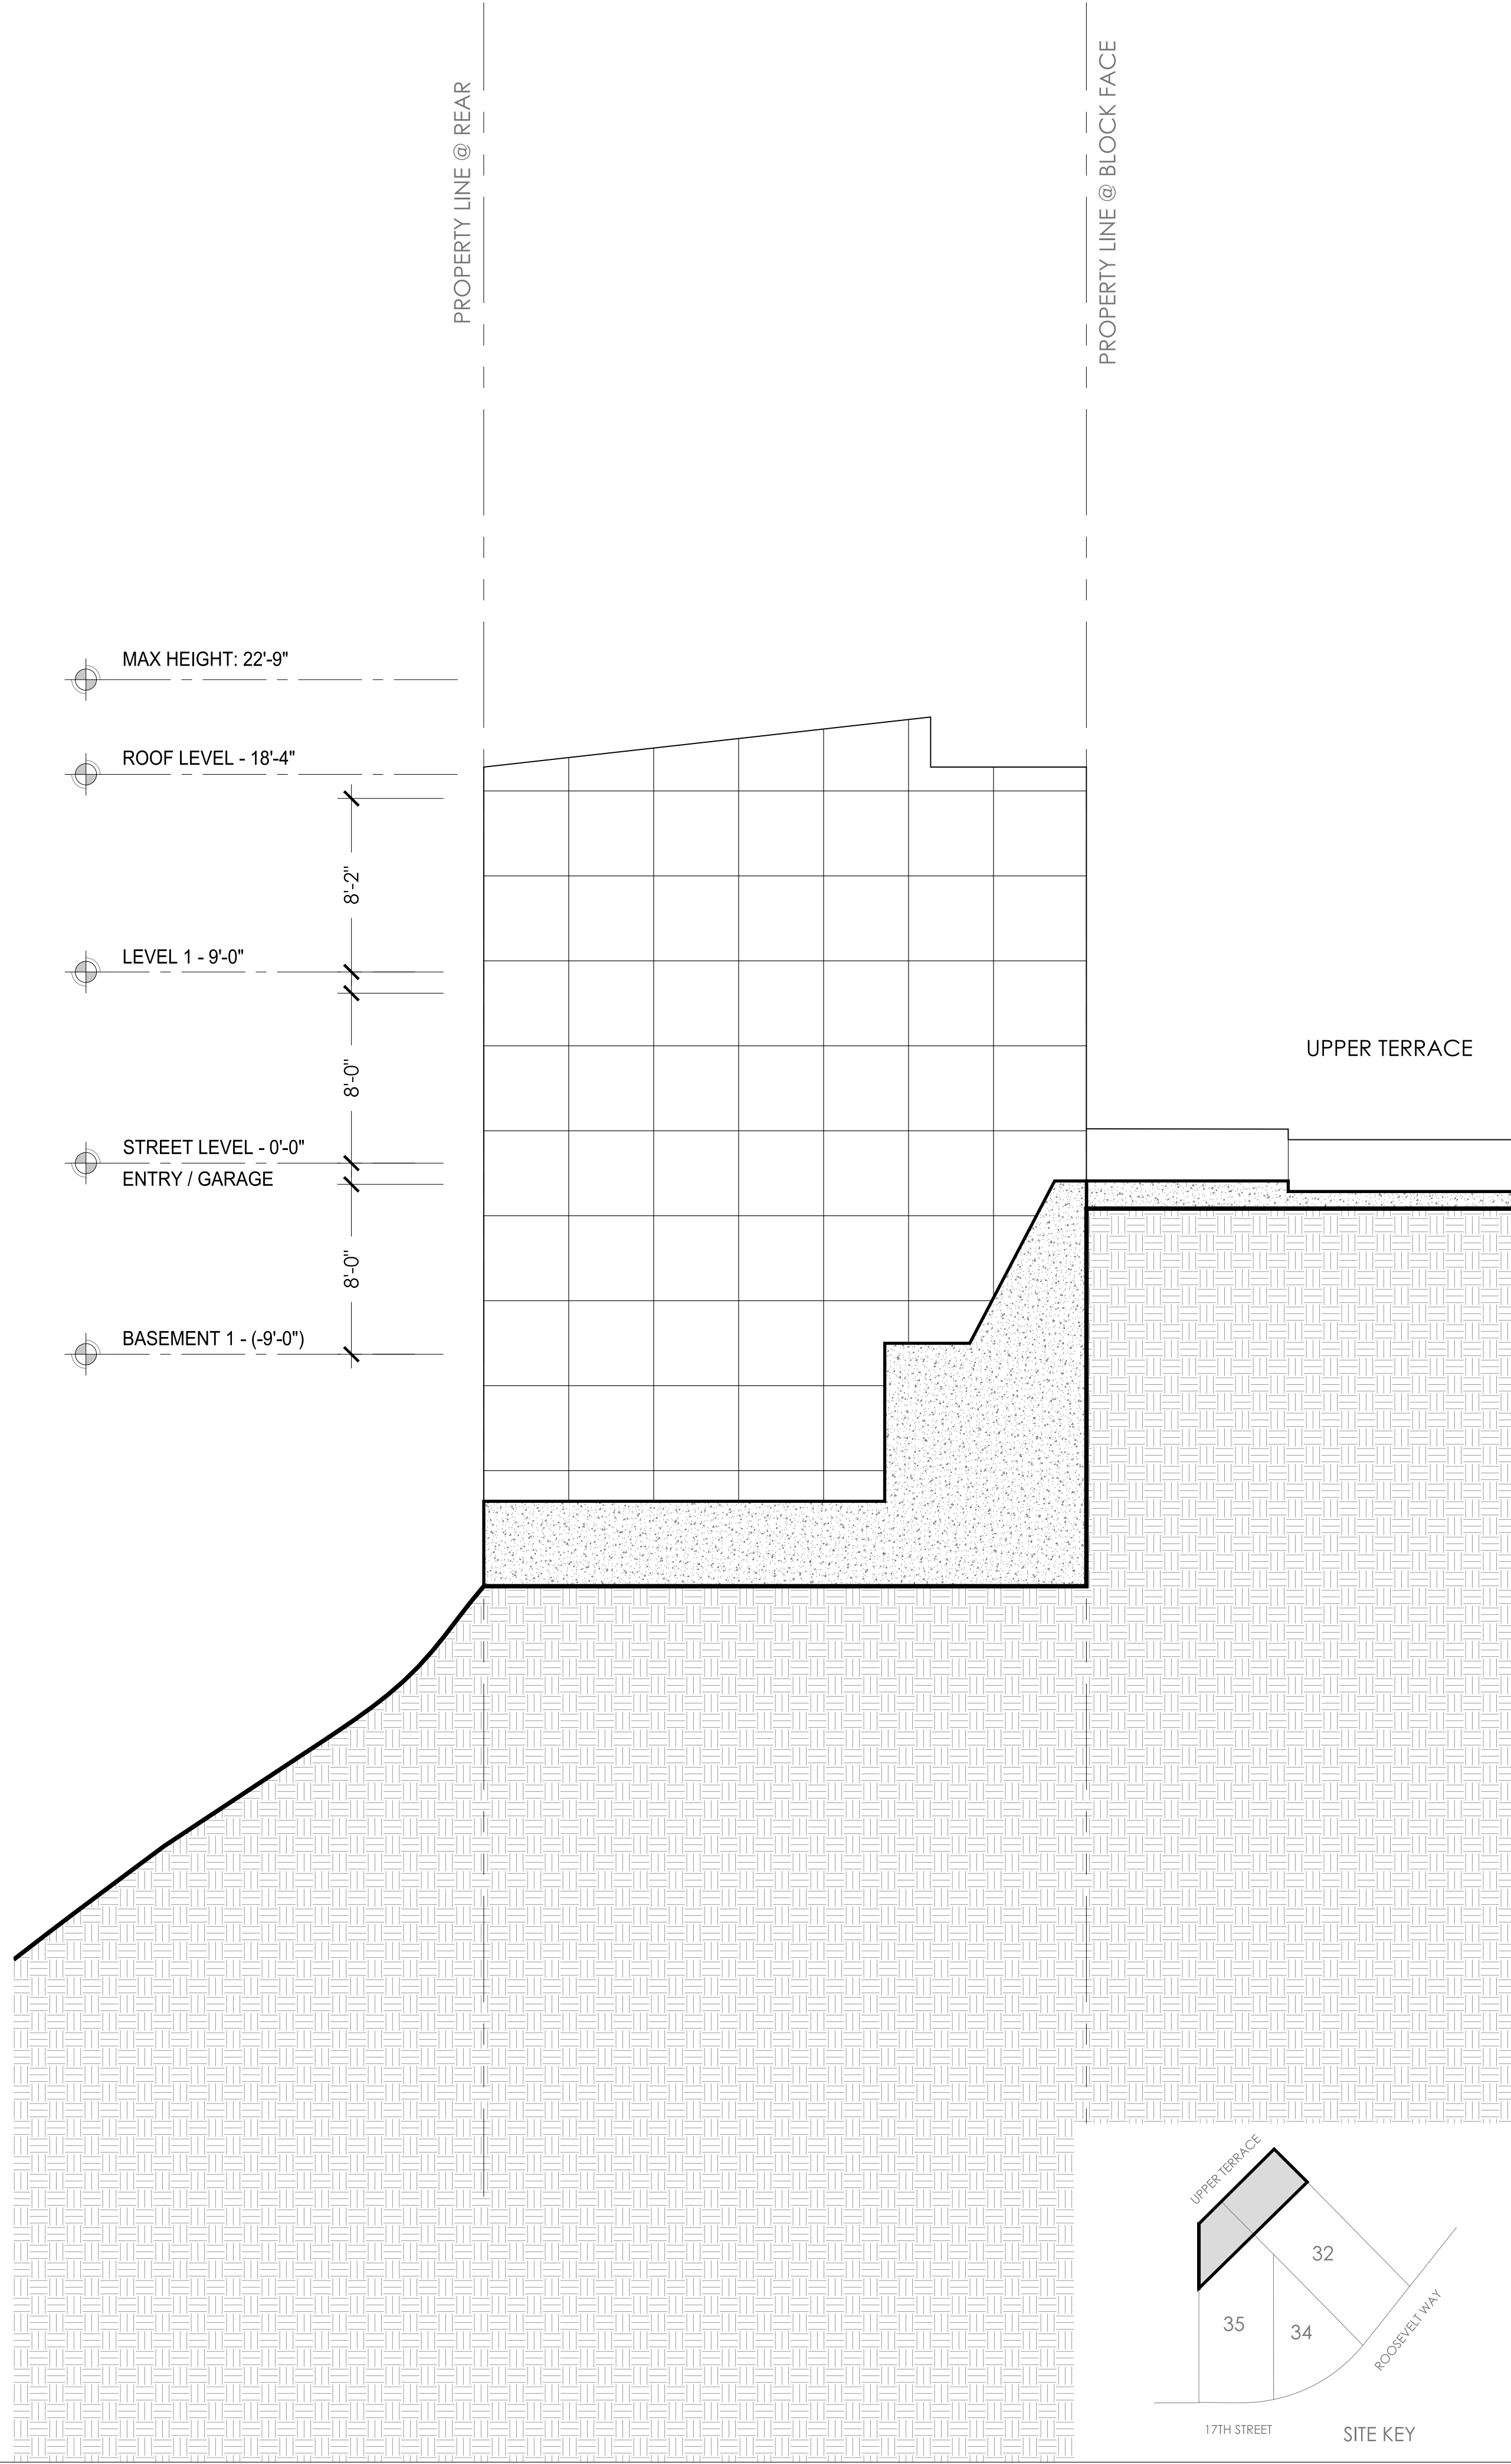 PROPERTY LINE @ REAR
PROPERTY LINE @ BLOCK FACE
MAX HEIGHT: 22'-9"
ROOF LEVEL - 18'-4"
8'-2"
LEVEL 1 - 9'-0"
UPPER TERRACE
8'-0"
STREET LEVEL - 0'-0"
ENTRY / GARAGE
8'-0"
BASEMENT 1 - (-9'-0")
UPPER TERRACE
32
35
34
ROOSEVELT WAY
17TH STREET
SITE KEY